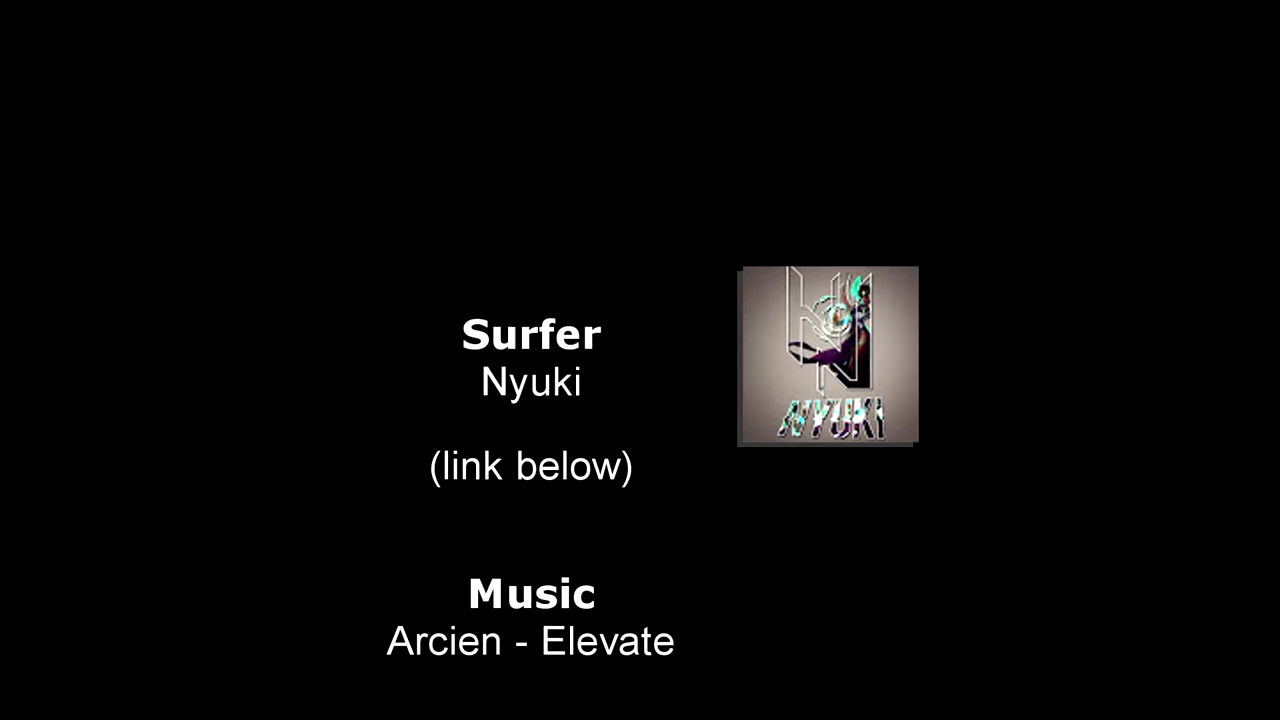 Surfer
Nyuki
NYUKI
(link below)
Music
Arcien - Elevate